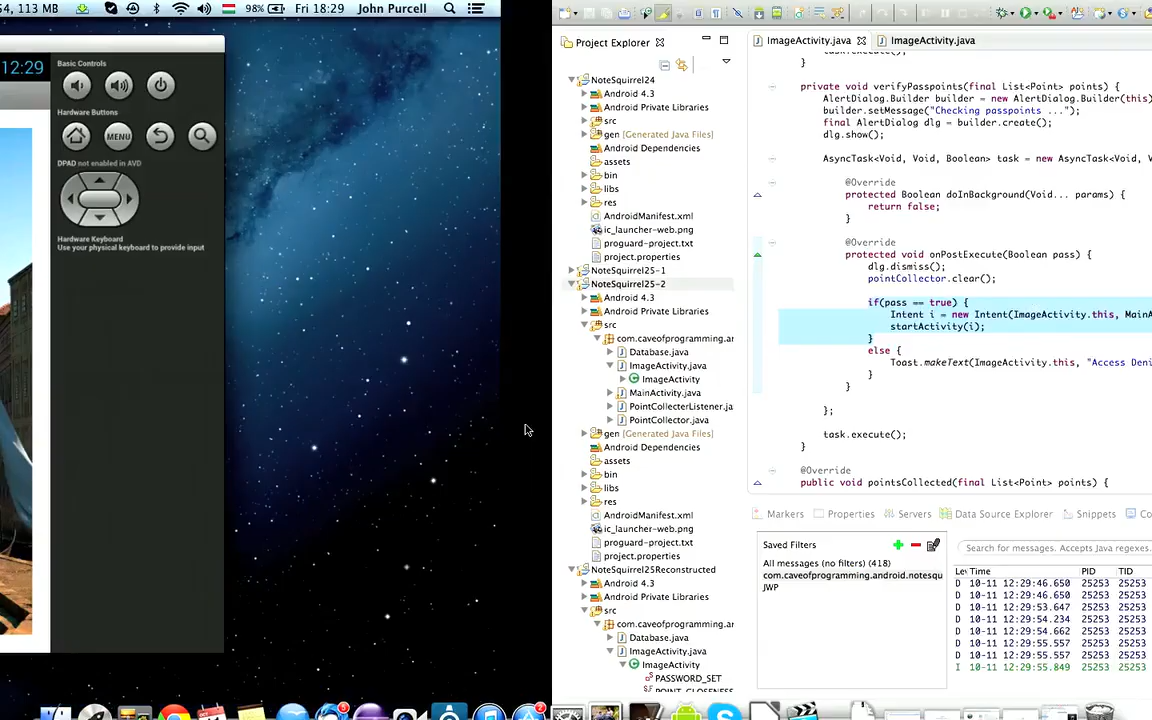 54, 113 MB
98%
Fri 18:29
John Purcell
12:29
Basic Controls
Hardware Buttons
MENU
DPAD not enabled in AVD
Hardware Keyboard
Use your physical keyboard to provide input
Project Explorer
NoteSquirrel24
Android 4.3
Android Private Libraries
src
gen [Generated Java Files]
Android Dependencies
assets
bin
libs
res
AndroidManifest.xml
ic_launcher-web.png
proguard-project.txt
project.properties
NoteSquirrel25-1
NoteSquirrel25-2
Android 4.3
Android Private Libraries
src
com.caveofprogramming.ar
Database.java
ImageActivity.java
ImageActivity
MainActivity.java
PointCollecterListener.ja
PointCollector.java
gen [Generated Java Files]
Android Dependencies
assets
bin
libs
res
AndroidManifest.xml
ic_launcher-web.png
proguard-project.txt
project.properties
NoteSquirrel25Reconstructed
Android 4.3
Android Private Libraries
src
com.caveofprogramming.ar
Database.java
ImageActivity.java
ImageActivity
PASSWORD_SET
POINT_CLOSENESS
ImageActivity.java
ImageActivity.java
task.execute();
}
private void verifyPasspoints(final List<Point> points) {
AlertDialog.Builder builder = new AlertDialog.Builder(this)
builder.setMessage("Checking passpoints ...");
final AlertDialog dlg = builder.create();
dlg.show();
AsyncTask<Void, Void, Boolean> task = new AsyncTask<Void, V
@Override
protected Boolean doInBackground(Void... params) {
return false;
}
@Override
protected void onPostExecute(Boolean pass) {
dlg.dismiss();
pointCollector.clear();
if(pass == true) {
Intent i = new Intent(ImageActivity.this, MainA
startActivity(i);
}
else {
Toast.makeText(ImageActivity.this, "Access Deni
}
}
};
task.execute();
}
@Override
public void pointsCollected(final List<Point> points) {
Markers
Properties
Servers
Data Source Explorer
Snippets
Co
Saved Filters
All messages (no filters) (418)
com.caveofprogramming.android.notesqu
JWP
Search for messages. Accepts Java regexes.
Le Time PID TID
D 10-11 12:29:46.650 25253 25253
D 10-11 12:29:46.650 25253 25253
D 10-11 12:29:53.647 25253 25253
D 10-11 12:29:54.234 25253 25253
D 10-11 12:29:54.662 25253 25253
D 10-11 12:29:55.557 25253 25253
D 10-11 12:29:55.557 25253 25253
I 10-11 12:29:55.849 25253 25253